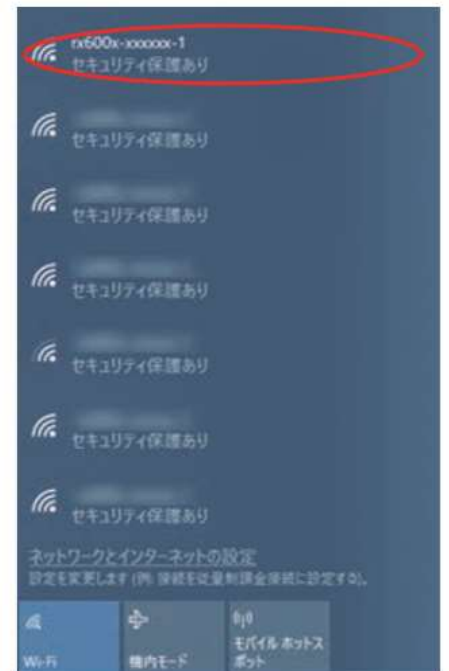 rx600x-xxxxxx-1
セキュリティ保護あり
セキュリティ保護あり
セキュリティ保護あり
セキュリティ保護あり
セキュリティ保護あり
セキュリティ保護あり
セキュリティ保護あり
ネットワークとインターネットの設定
設定を変更します (例: 接続を従量制課金接続に設定する)。
Wi-Fi
機内モード
モバイル ホットス
ポット